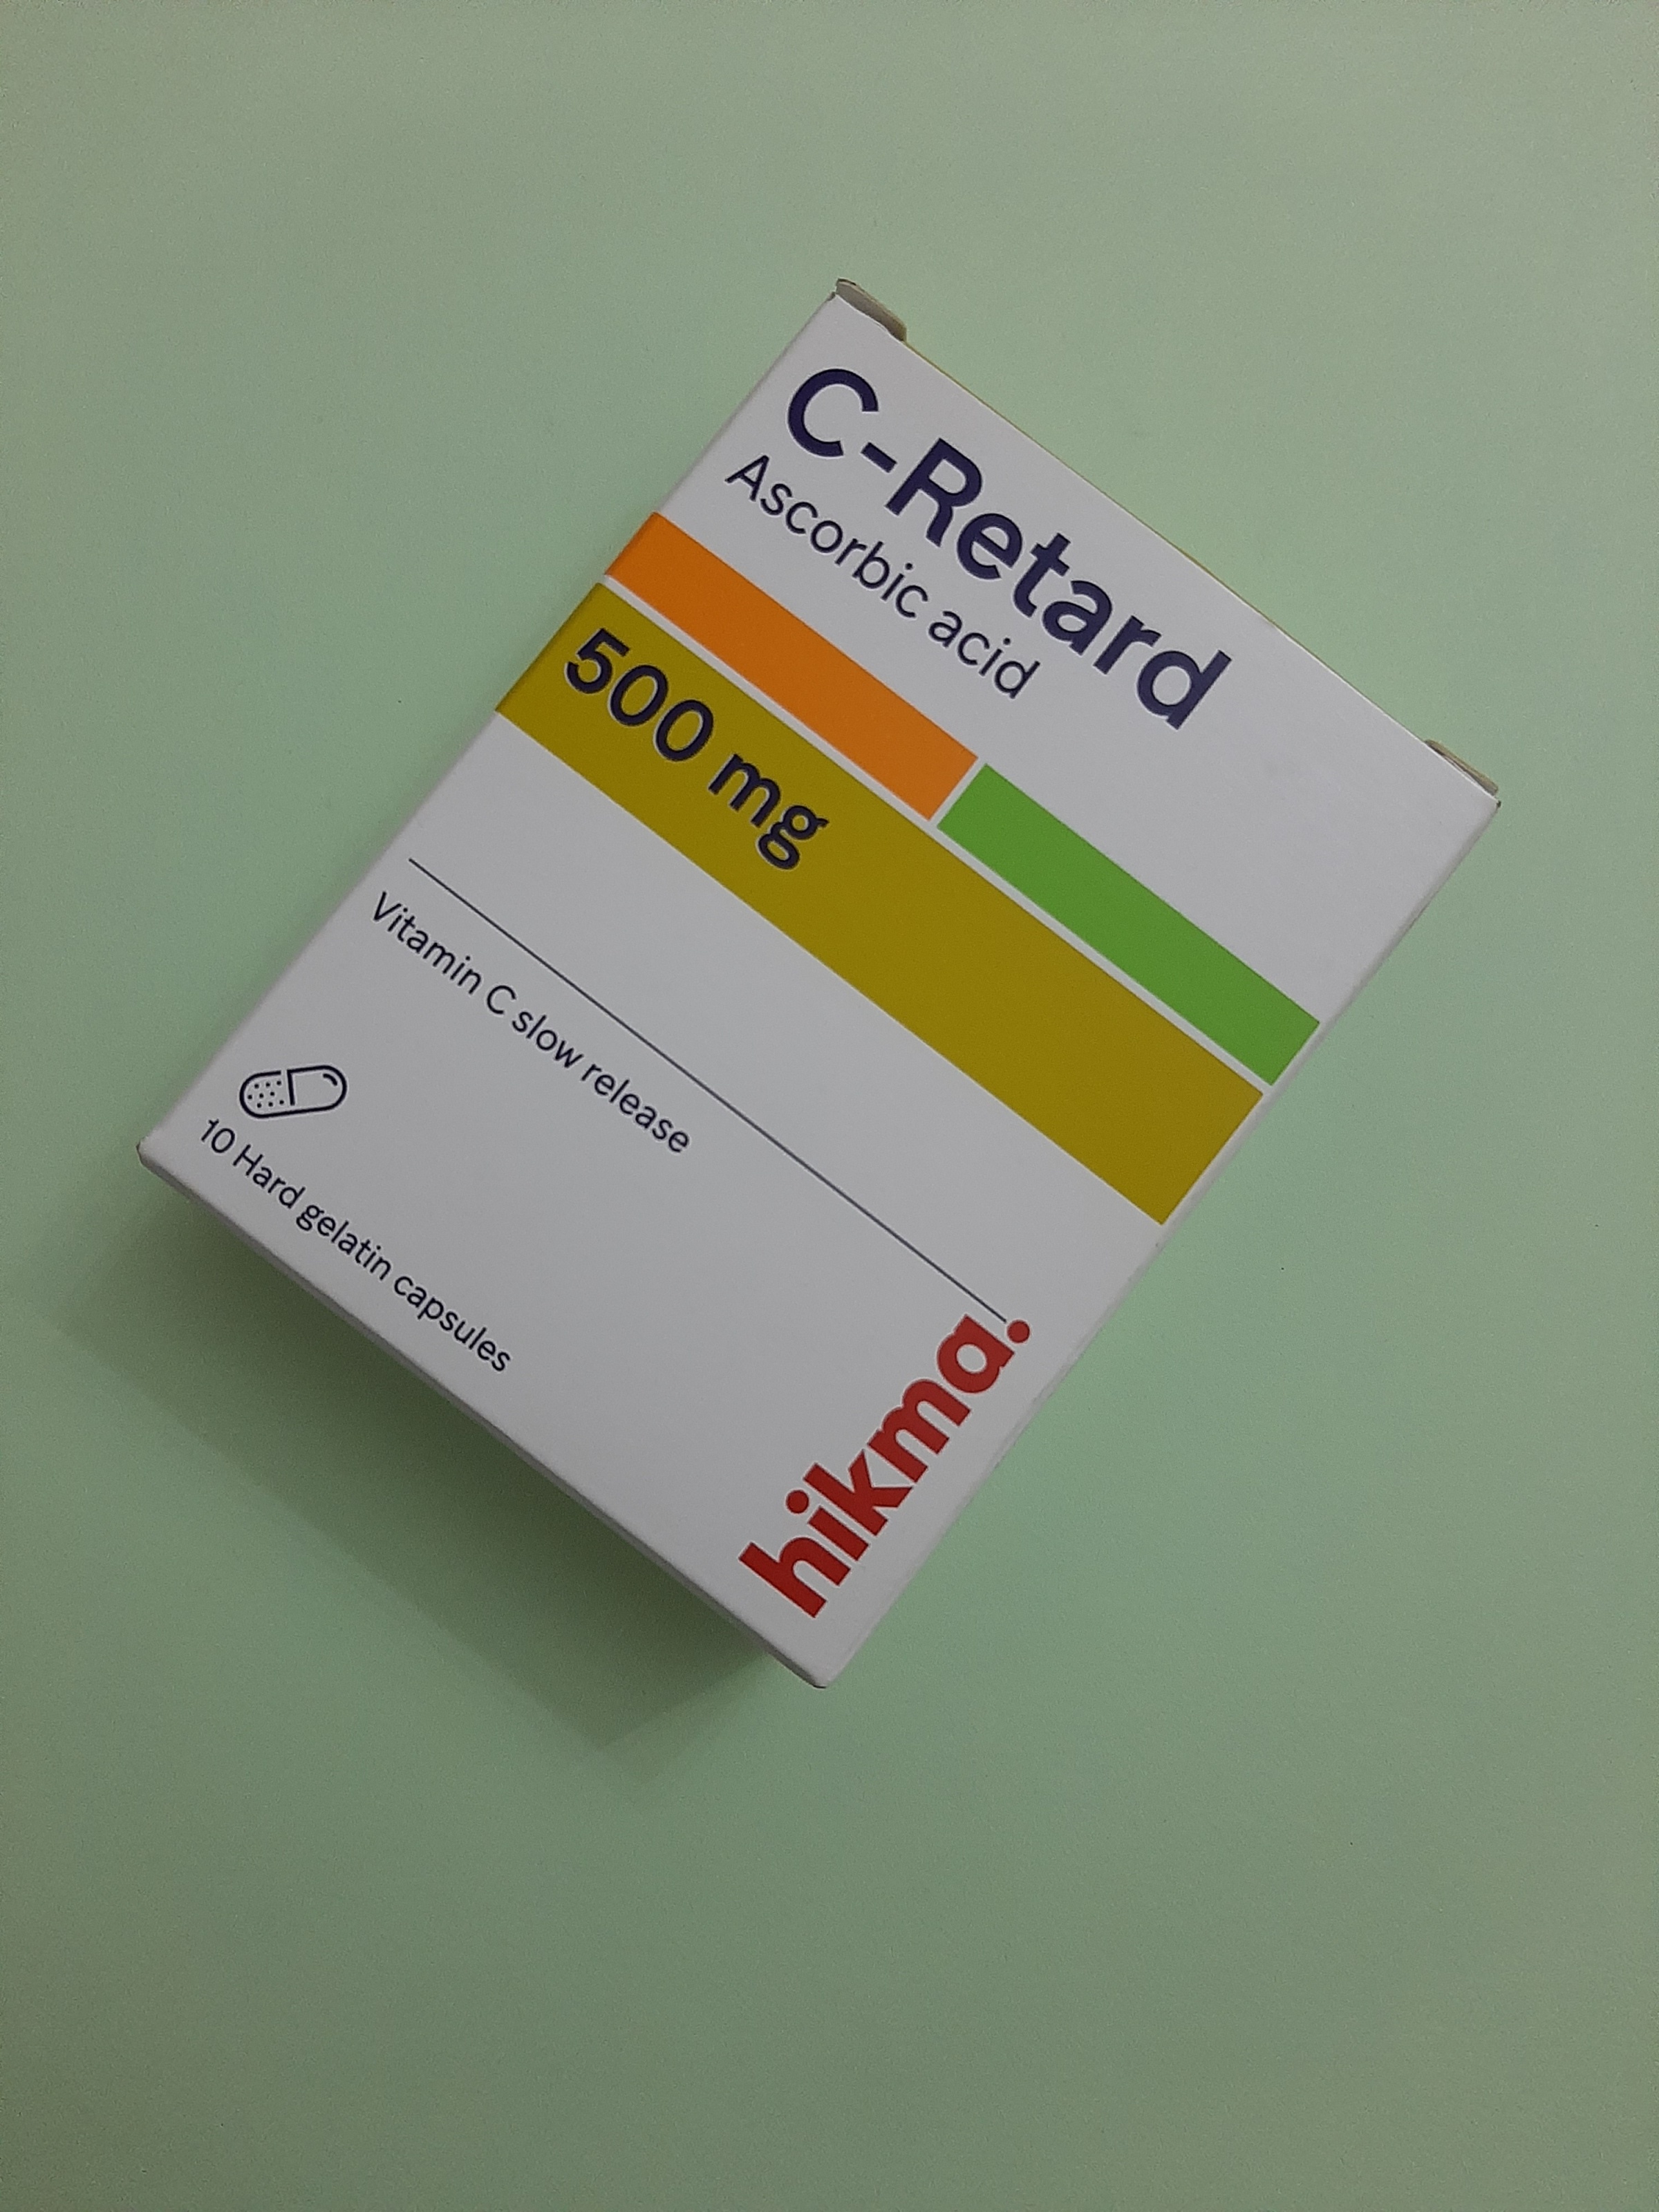 C-Retard
Ascorbic acid
500 mg
Vitamin C slow release
10 Hard gelatin capsules
hikma.